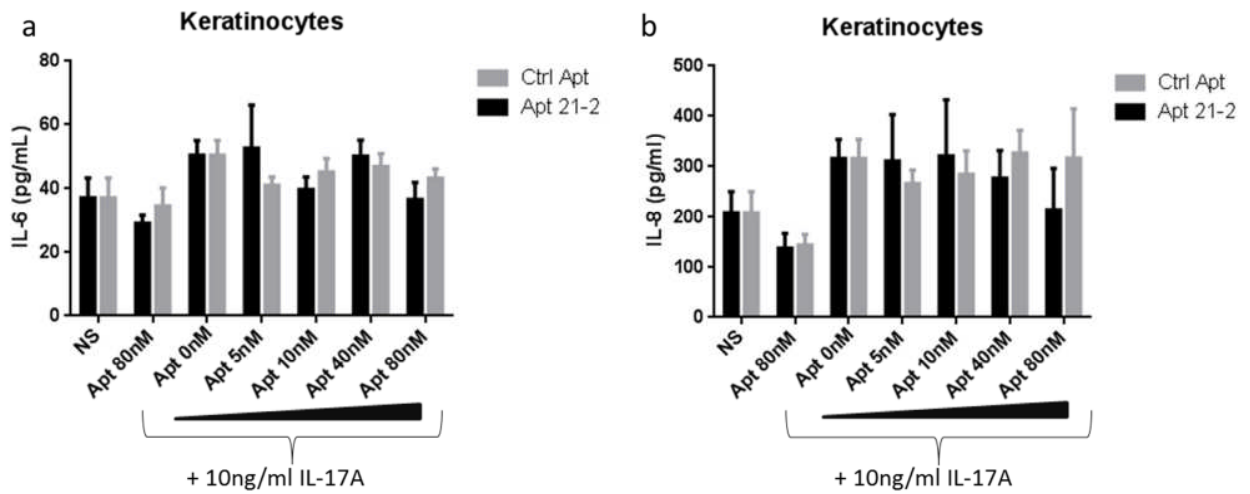 a
Keratinocytes
80
60
40
20
0
IL-6 (pg/mL)
Ctrl Apt
Apt 21-2
NS
Apt 80nM
Apt 0nM
Apt 5nM
Apt 10nM
Apt 40nM
Apt 80nM
+ 10ng/ml IL-17A
b
Keratinocytes
500
400
300
200
100
0
IL-8 (pg/ml)
Ctrl Apt
Apt 21-2
NS
Apt 80nM
Apt 0nM
Apt 5nM
Apt 10nM
Apt 40nM
Apt 80nM
+ 10ng/ml IL-17A